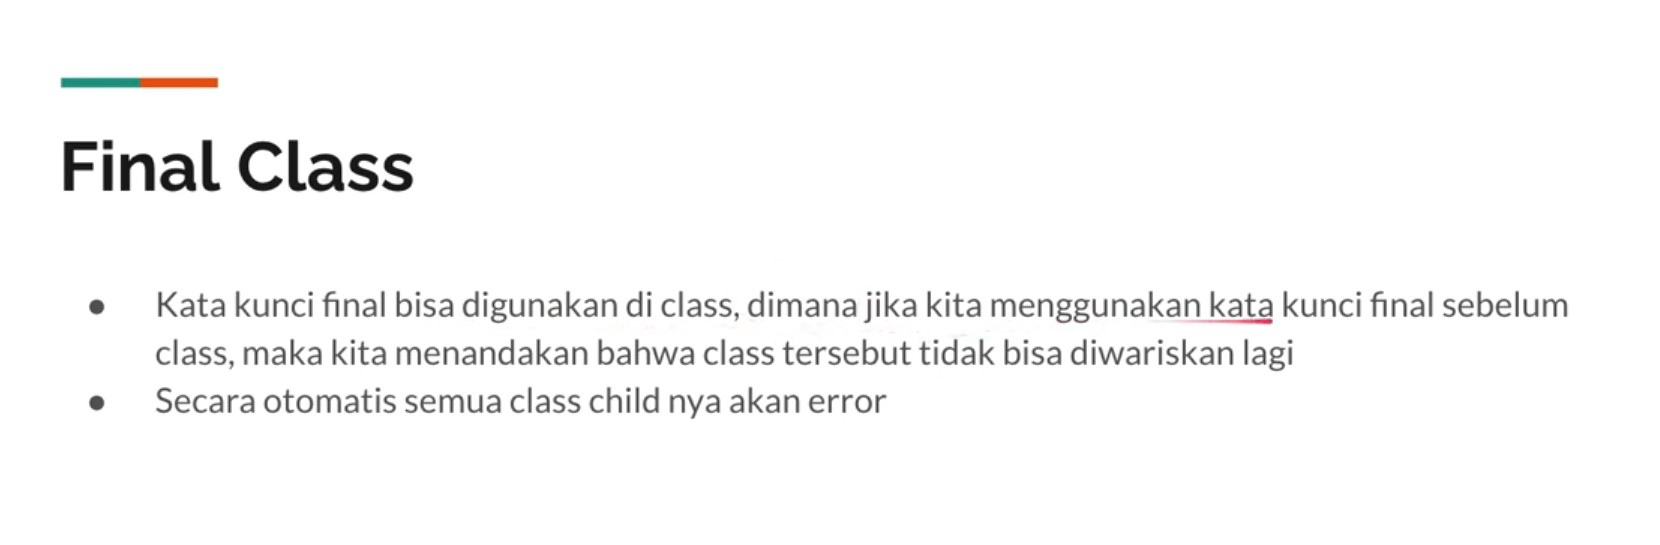 Final Class
● Kata kunci final bisa digunakan di class, dimana jika kita menggunakan kata kunci final sebelum
class, maka kita menandakan bahwa class tersebut tidak bisa diwariskan lagi
● Secara otomatis semua class child nya akan error